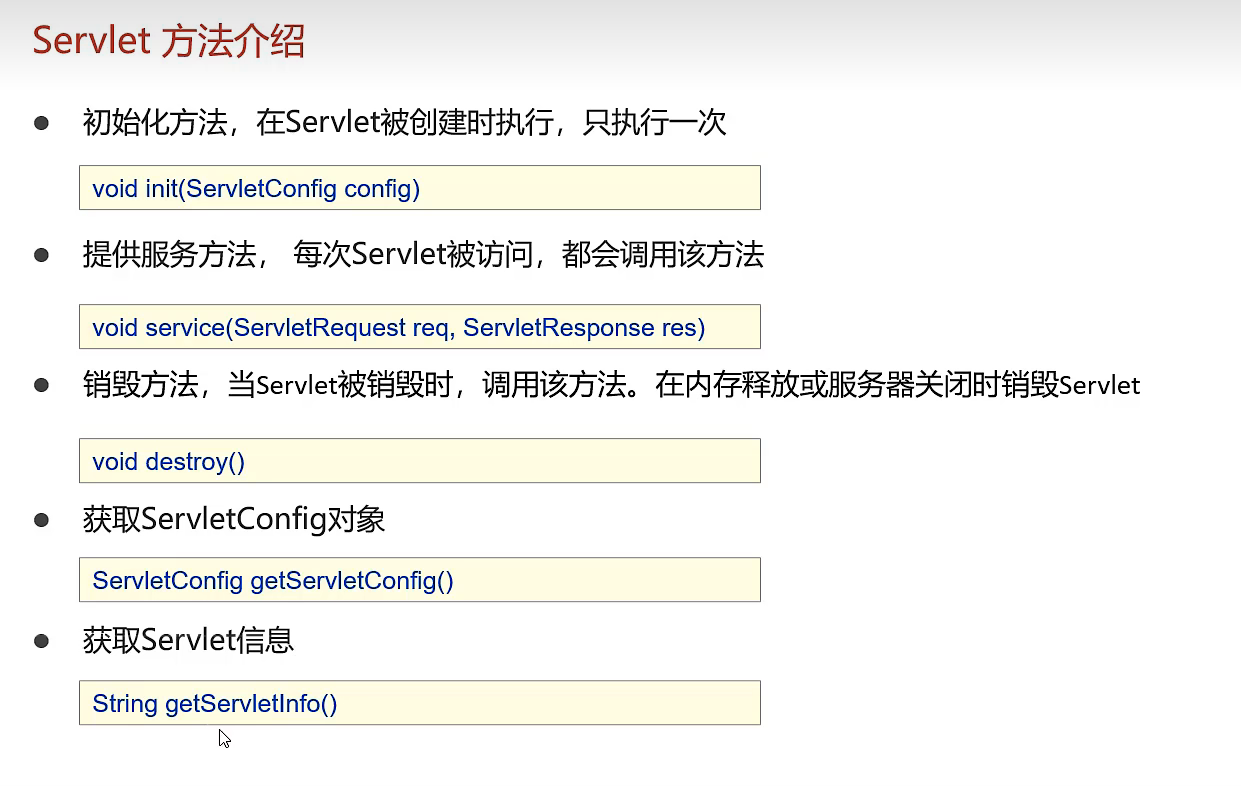 Servlet 方法介绍
初始化方法，在Servlet被创建时执行，只执行一次
void init(ServletConfig config)
提供服务方法， 每次Servlet被访问，都会调用该方法
void service(ServletRequest req, ServletResponse res)
销毁方法，当Servlet被销毁时，调用该方法。在内存释放或服务器关闭时销毁Servlet
void destroy()
获取ServletConfig对象
ServletConfig getServletConfig()
获取Servlet信息
String getServletInfo()